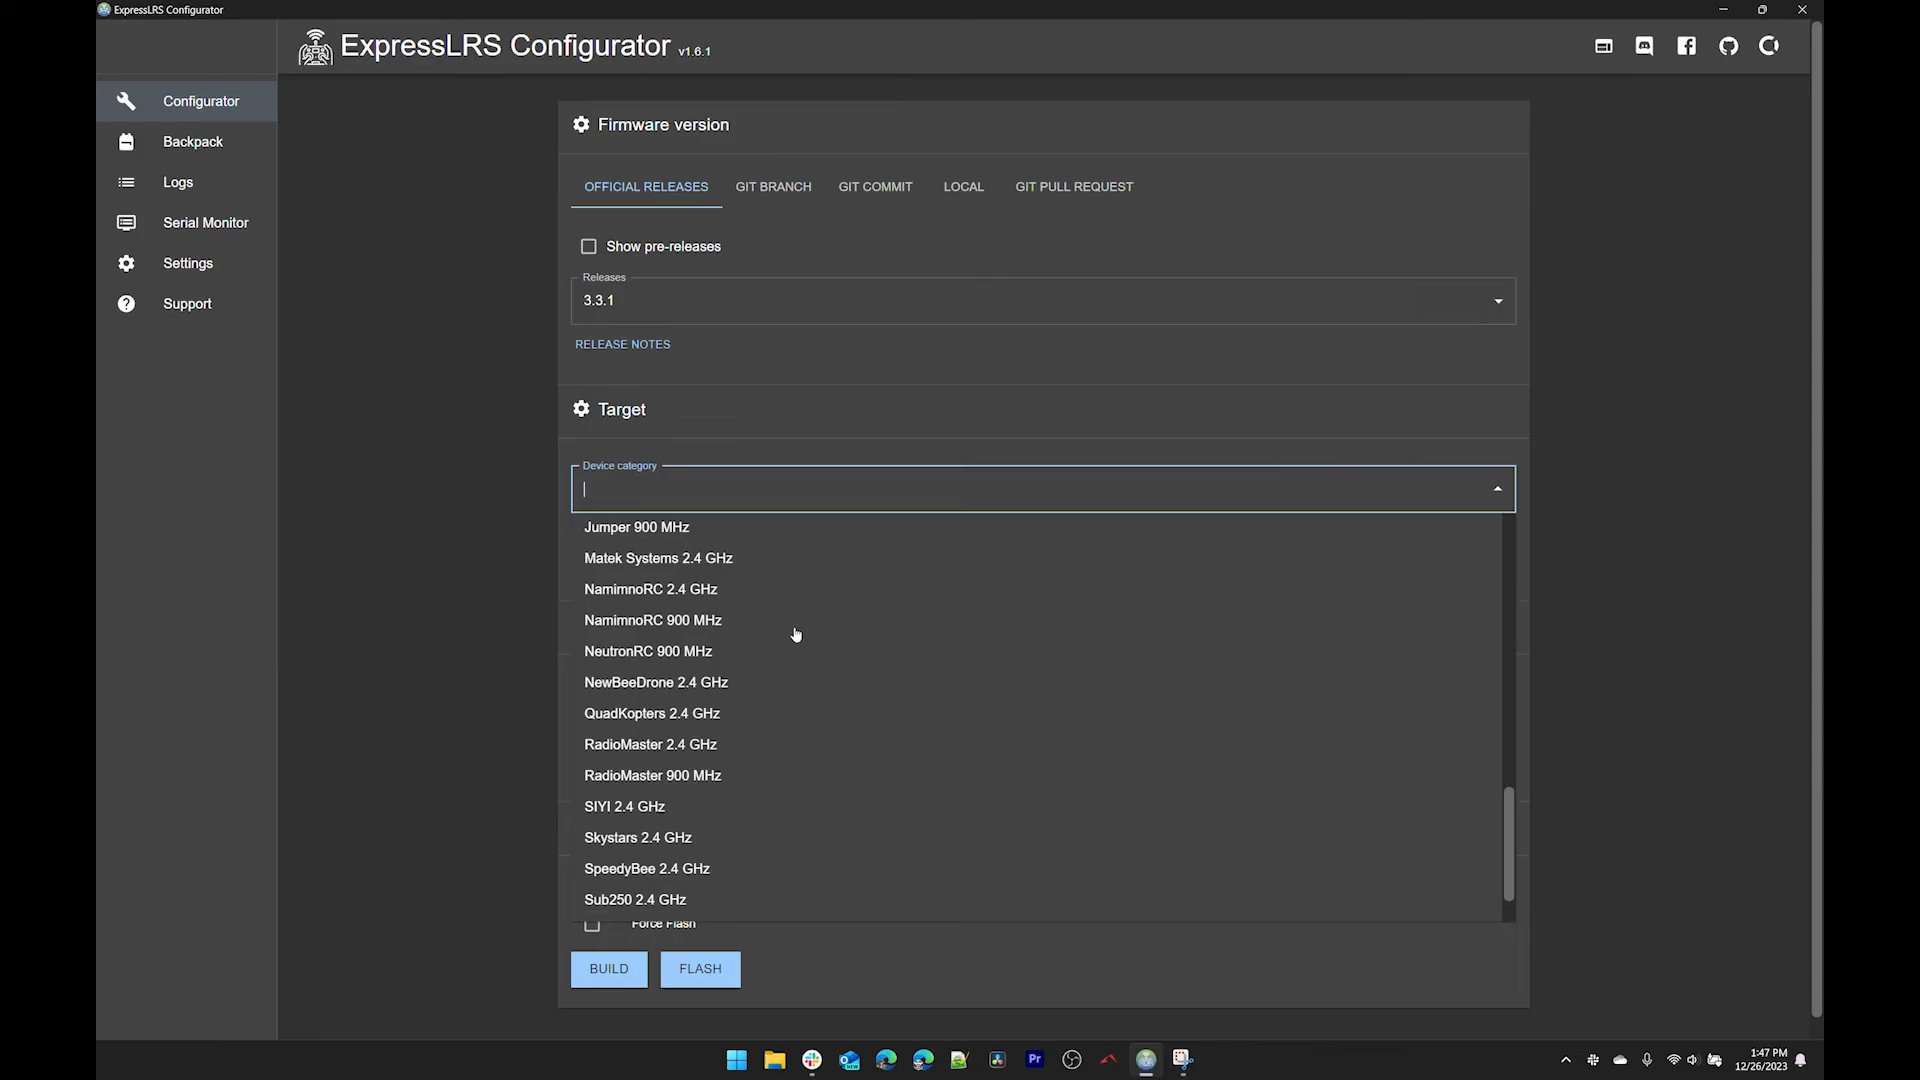 ExpressLRS Configurator
ExpressLRS Configurator v1.6.1
Configurator
Backpack
Logs
Serial Monitor
Settings
Support
Firmware version
OFFICIAL RELEASES GIT BRANCH GIT COMMIT LOCAL GIT PULL REQUEST
Show pre-releases
Releases
3.3.1
RELEASE NOTES
Target
Device category
Jumper 900 MHz
Matek Systems 2.4 GHz
NamimnoRC 2.4 GHz
NamimnoRC 900 MHz
NeutronRC 900 MHz
NewBeeDrone 2.4 GHz
QuadKopters 2.4 GHz
RadioMaster 2.4 GHz
RadioMaster 900 MHz
SIYI 2.4 GHz
Skystars 2.4 GHz
SpeedyBee 2.4 GHz
Sub250 2.4 GHz
Force Flash
BUILD FLASH
NEW
Pr
1:47 PM
12/26/2023